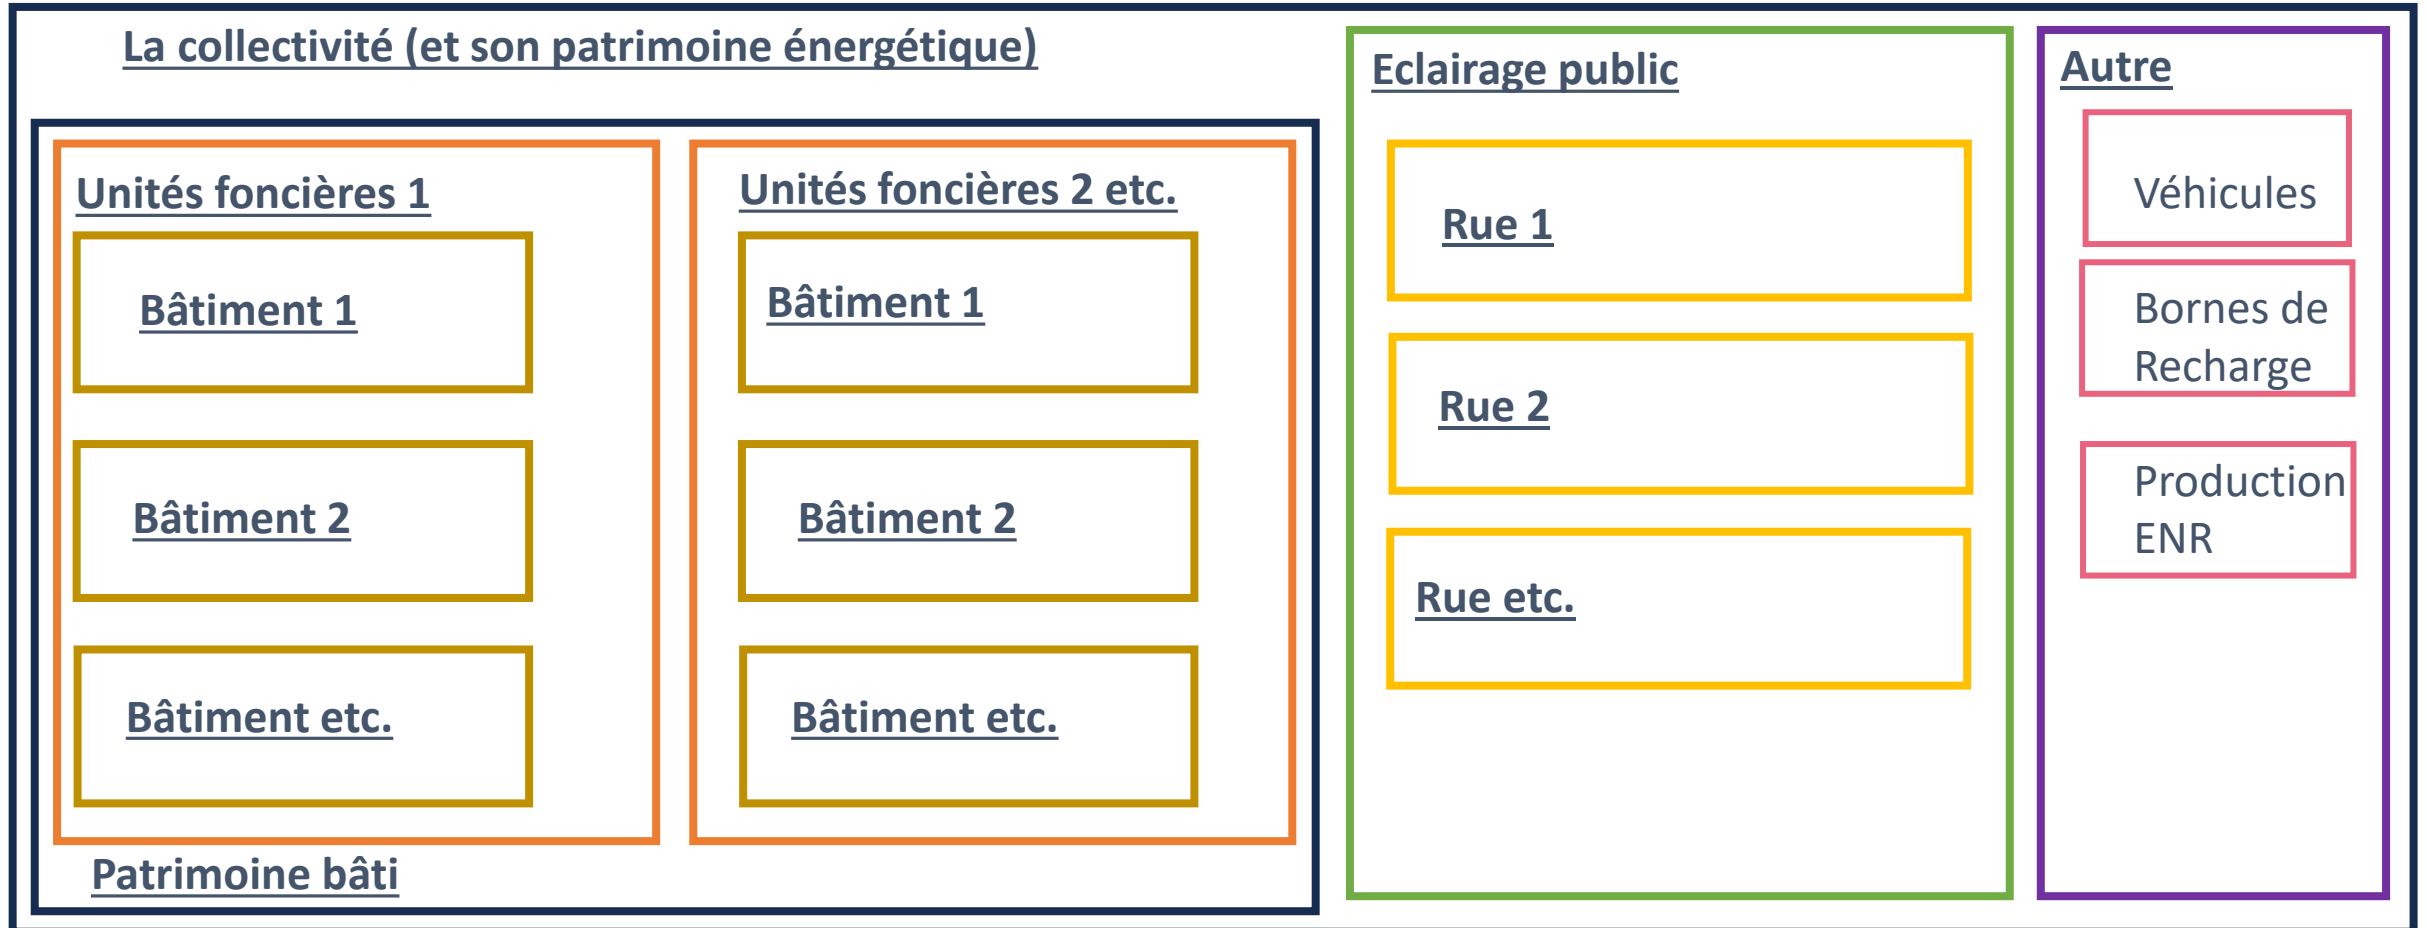 La collectivité (et son patrimoine énergétique)
Unités foncières 1
Bâtiment 1
Bâtiment 2
Bâtiment etc.
Unités foncières 2 etc.
Bâtiment 1
Bâtiment 2
Bâtiment etc.
Patrimoine bâti
Eclairage public
Rue 1
Rue 2
Rue etc.
Autre
Véhicules
Bornes de
Recharge
Production
ENR